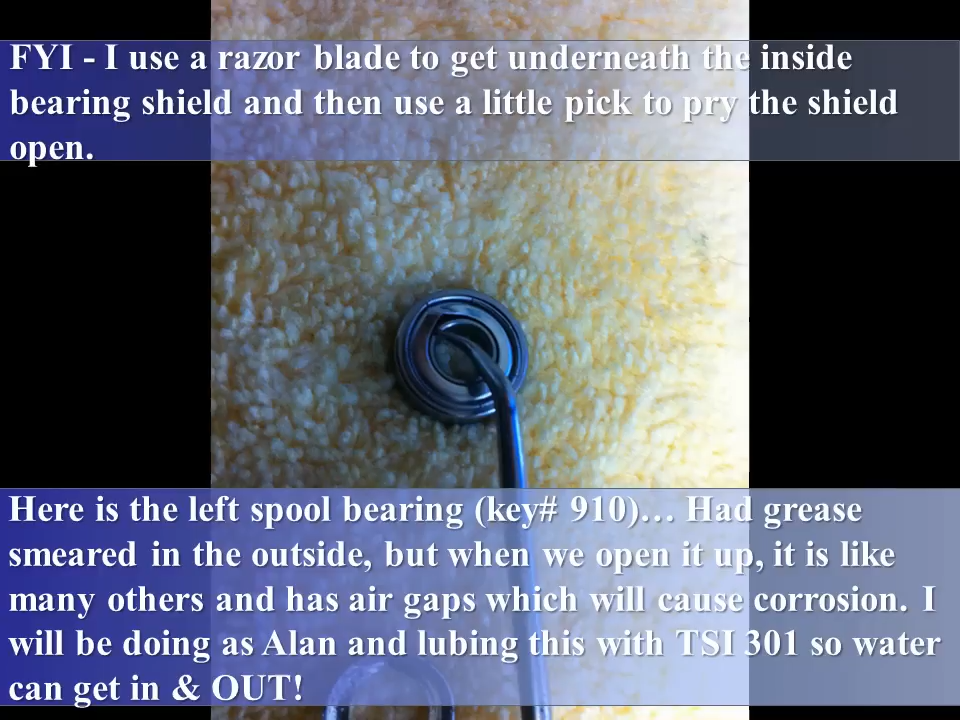 FYI - I use a razor blade to get underneath the inside
bearing shield and then use a little pick to pry the shield
open.
Here is the left spool bearing (key# 910)… Had grease
smeared in the outside, but when we open it up, it is like
many others and has air gaps which will cause corrosion. I
will be doing as Alan and lubing this with TSI 301 so water
can get in & OUT!